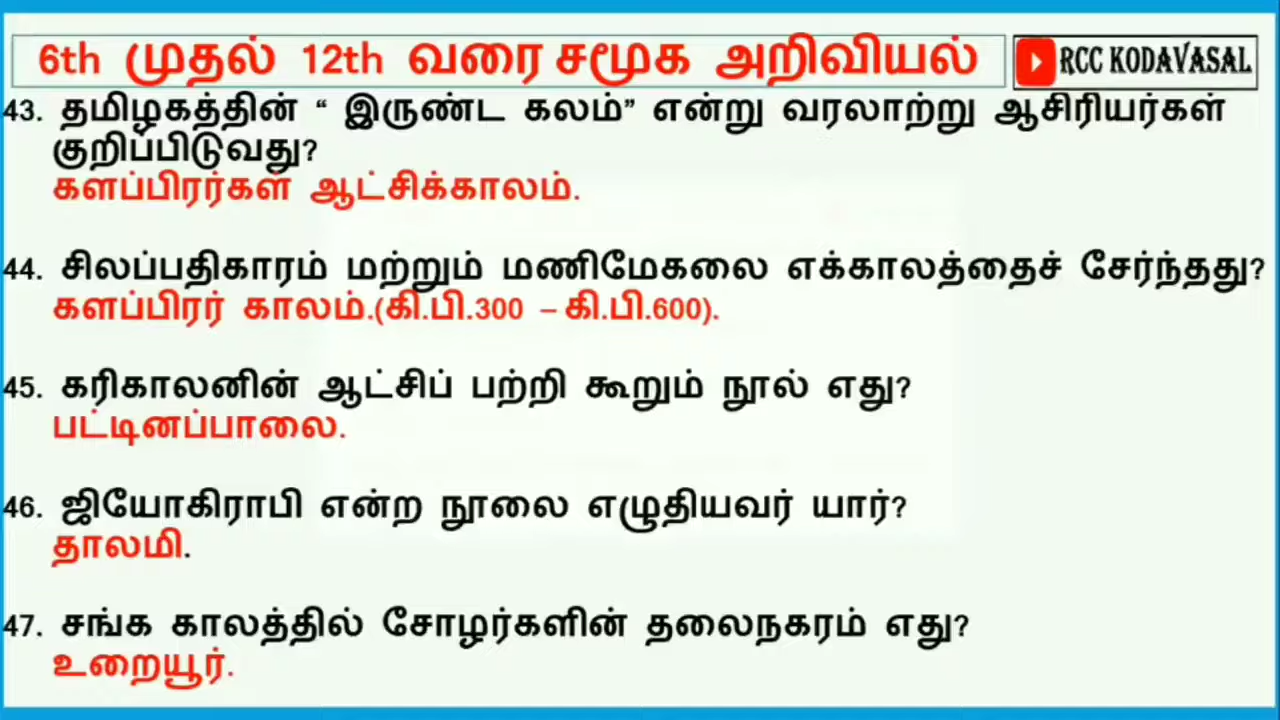 6th முதல் 12th வரை சமூக அறிவியல்
RCC KODAVASAL
43. தமிழகத்தின் “ இருண்ட கலம்” என்று வரலாற்று ஆசிரியர்கள்
குறிப்பிடுவது?
களப்பிரர்கள் ஆட்சிக்காலம்.
44. சிலப்பதிகாரம் மற்றும் மணிமேகலை எக்காலத்தைச் சேர்ந்தது?
களப்பிரர் காலம்.(கி.பி.300 – கி.பி.600).
45. கரிகாலனின் ஆட்சிப் பற்றி கூறும் நூல் எது?
பட்டினப்பாலை.
46. ஜியோகிராபி என்ற நூலை எழுதியவர் யார்?
தாலமி.
47. சங்க காலத்தில் சோழர்களின் தலைநகரம் எது?
உறையூர்.